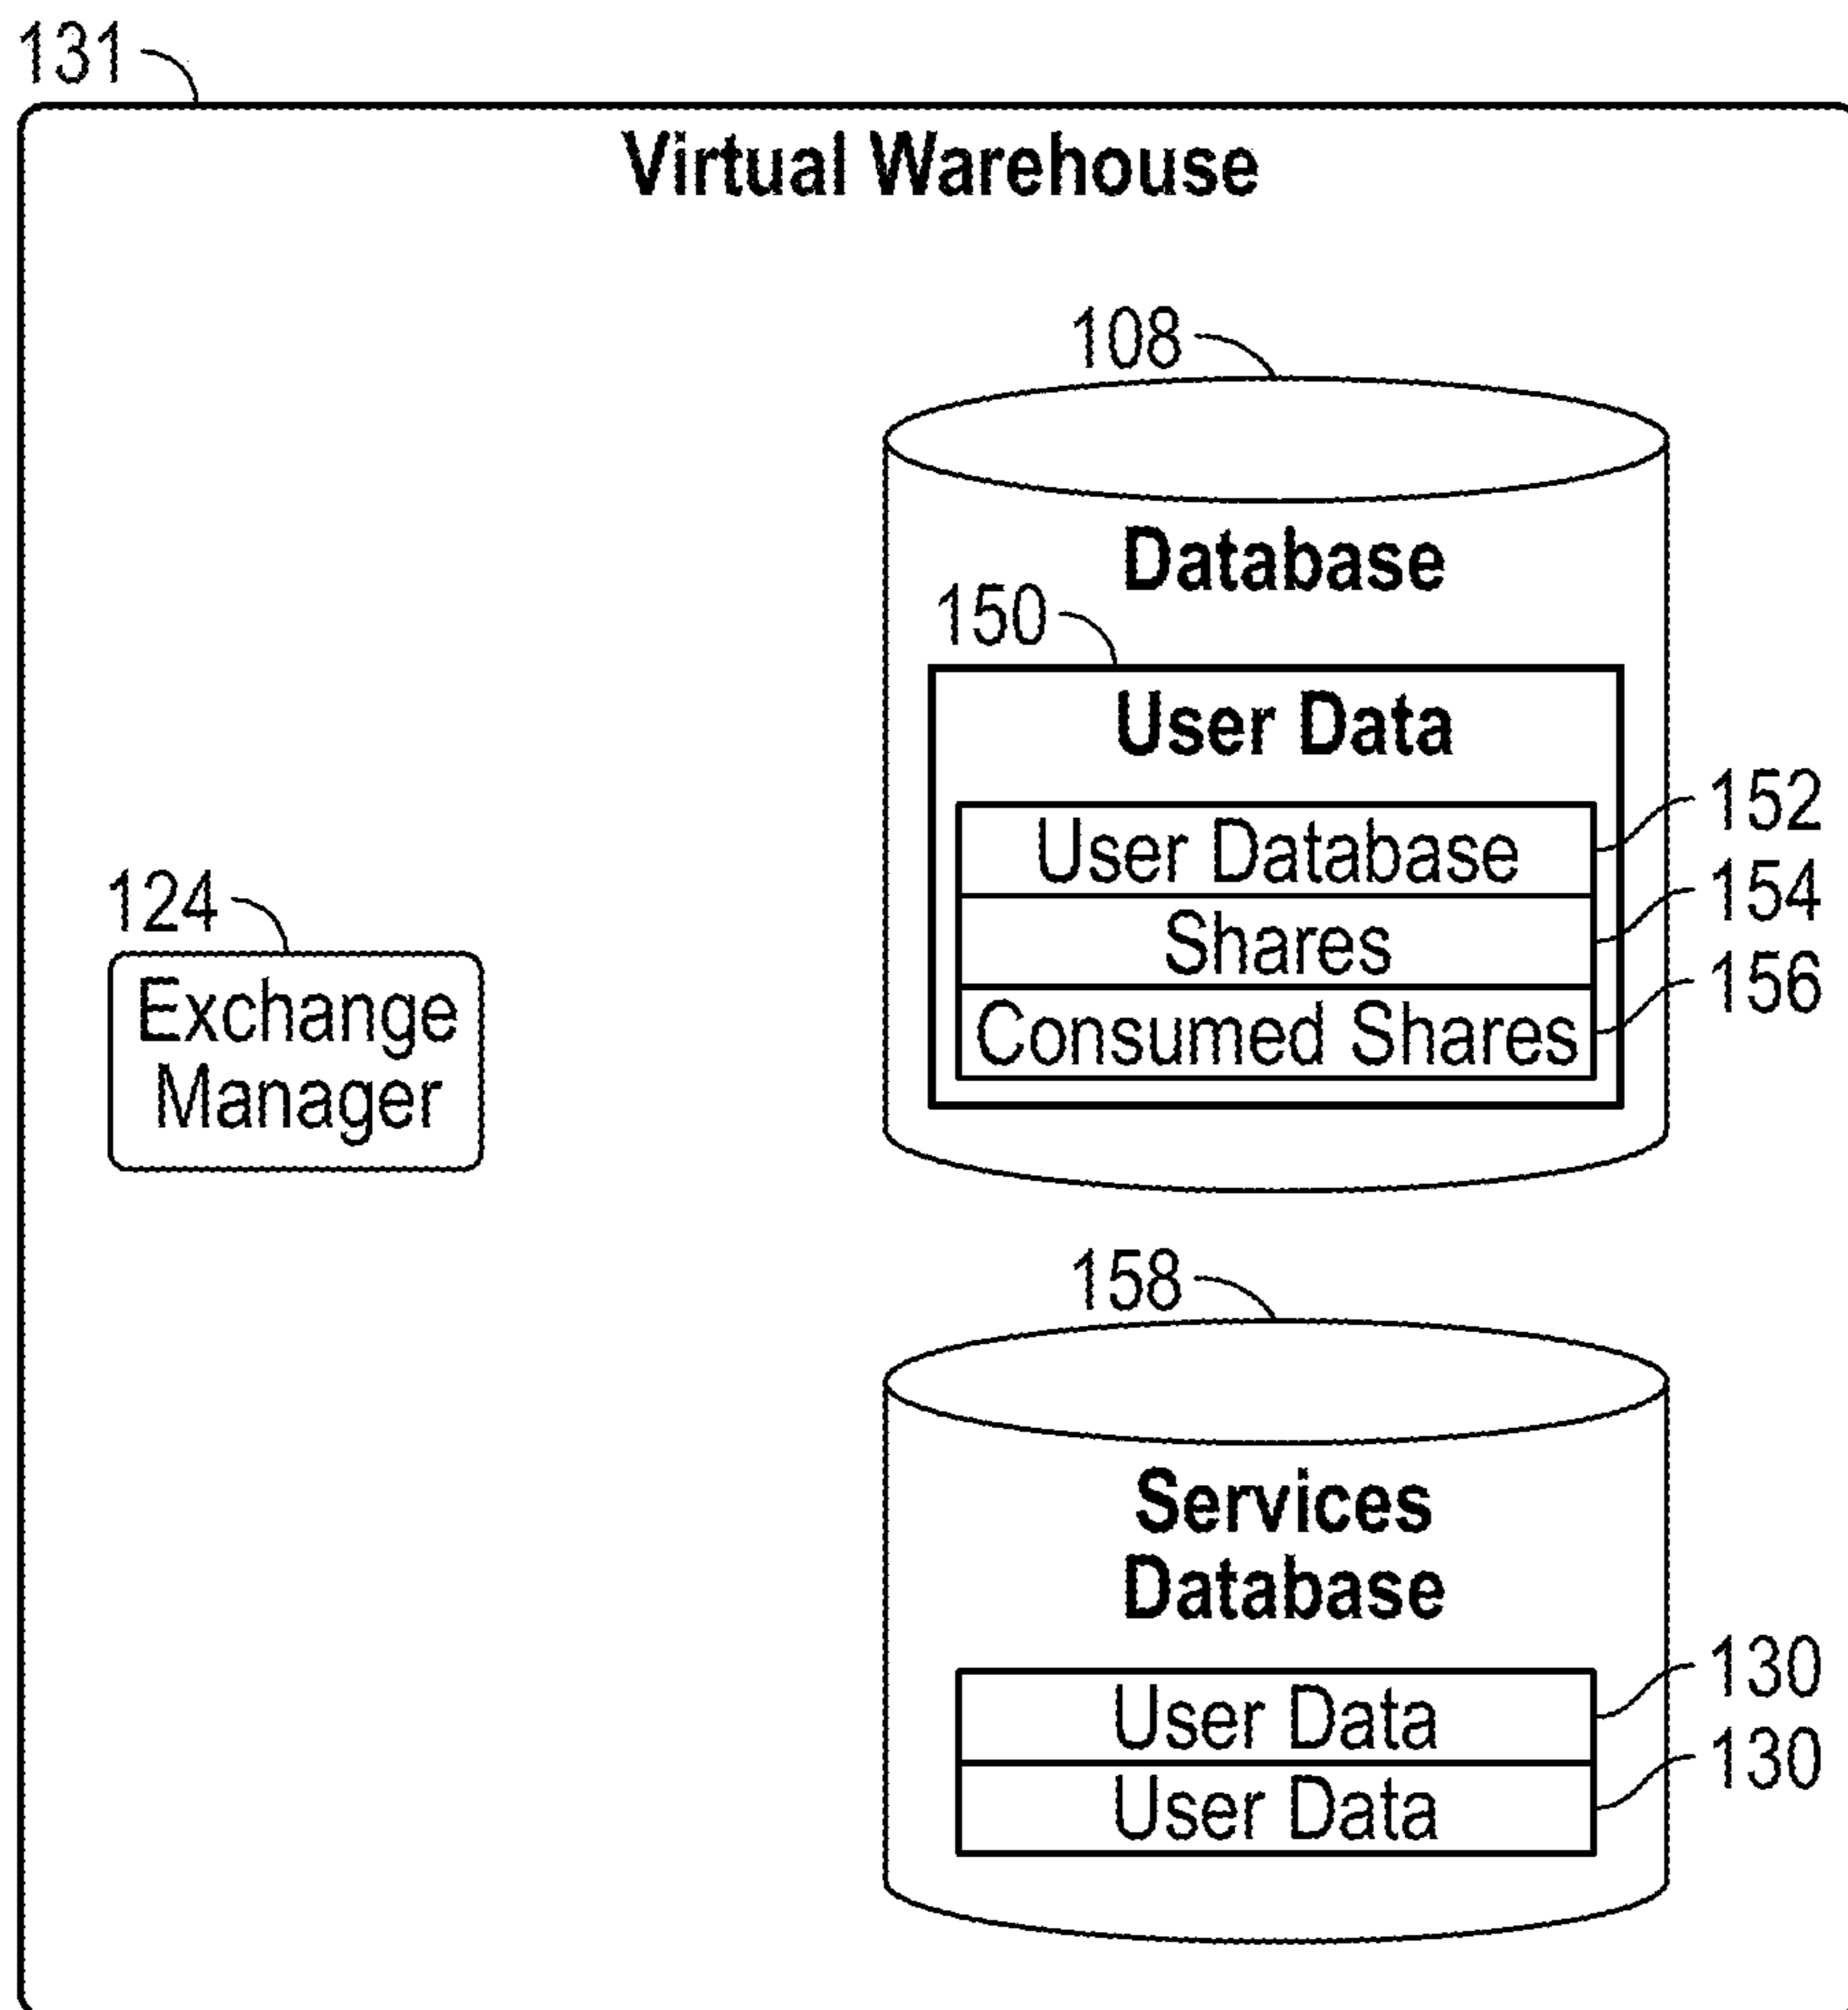 131
Virtual Warehouse
108
Database
150
User Data
152
User Database
154
Shares
156
Consumed Shares
124
Exchange
Manager
158
Services
Database
130
User Data
130
User Data